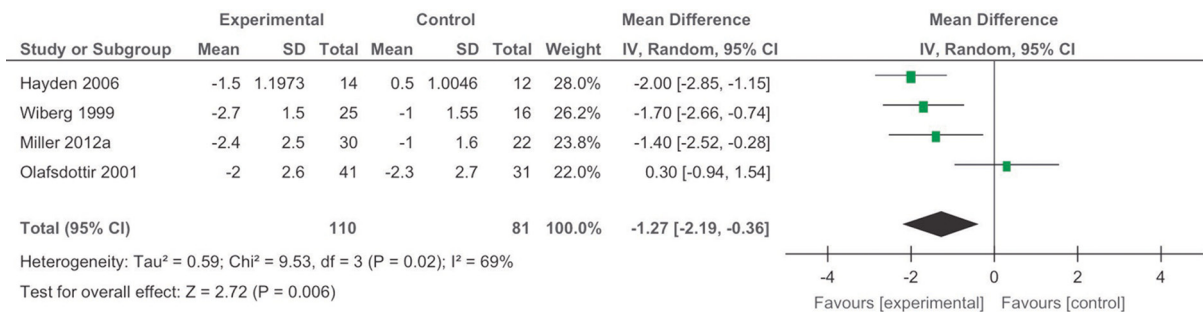 Experimental Control Mean Difference Mean Difference
Study or Subgroup Mean SD Total Mean SD Total Weight IV, Random, 95% CI IV, Random, 95% CI
Hayden 2006 -1.5 1.1973 14 0.5 1.0046 12 28.0% -2.00 [-2.85, -1.15]
Wiberg 1999 -2.7 1.5 25 -1 1.55 16 26.2% -1.70 [-2.66, -0.74]
Miller 2012a -2.4 2.5 30 -1 1.6 22 23.8% -1.40 [-2.52, -0.28]
Olafsdottir 2001 -2 2.6 41 -2.3 2.7 31 22.0% 0.30 [-0.94, 1.54]
Total (95% CI) 110 81 100.0% -1.27 [-2.19, -0.36]
Heterogeneity: Tau² = 0.59; Chi² = 9.53, df = 3 (P = 0.02); I² = 69%
Test for overall effect: Z = 2.72 (P = 0.006)
-4 -2 0 2 4
Favours [experimental] Favours [control]